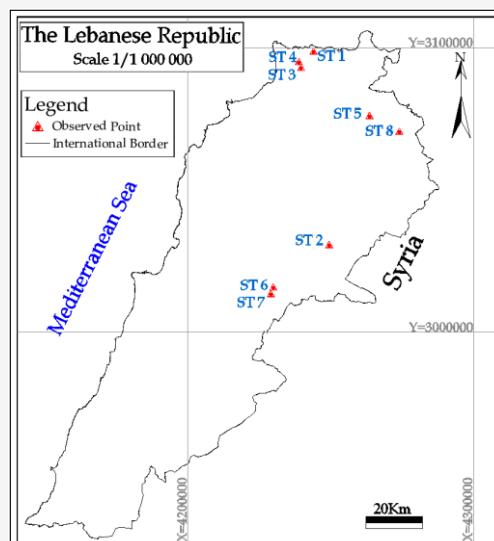 The Lebanese Republic
Scale 1/1 000 000
Y=3100000
ST 4
ST 1
ST 3
N
Legend
Observed Point
International Border
ST 5
ST 8
Mediterranean Sea
ST 2
Syria
ST 6
ST 7
Y=3000000
X=4200000
X=4300000
20Km